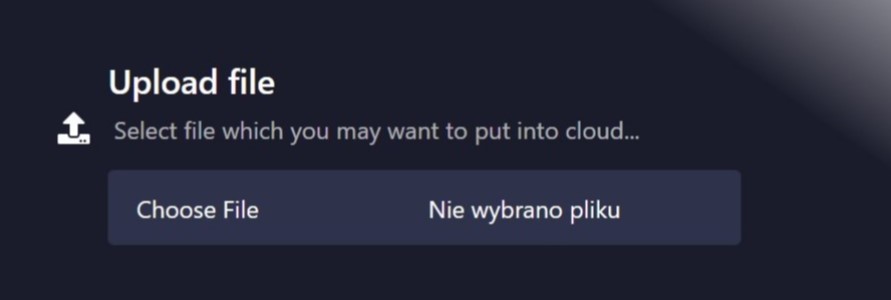 Upload file
Select file which you may want to put into cloud...
Choose File Nie wybrano pliku